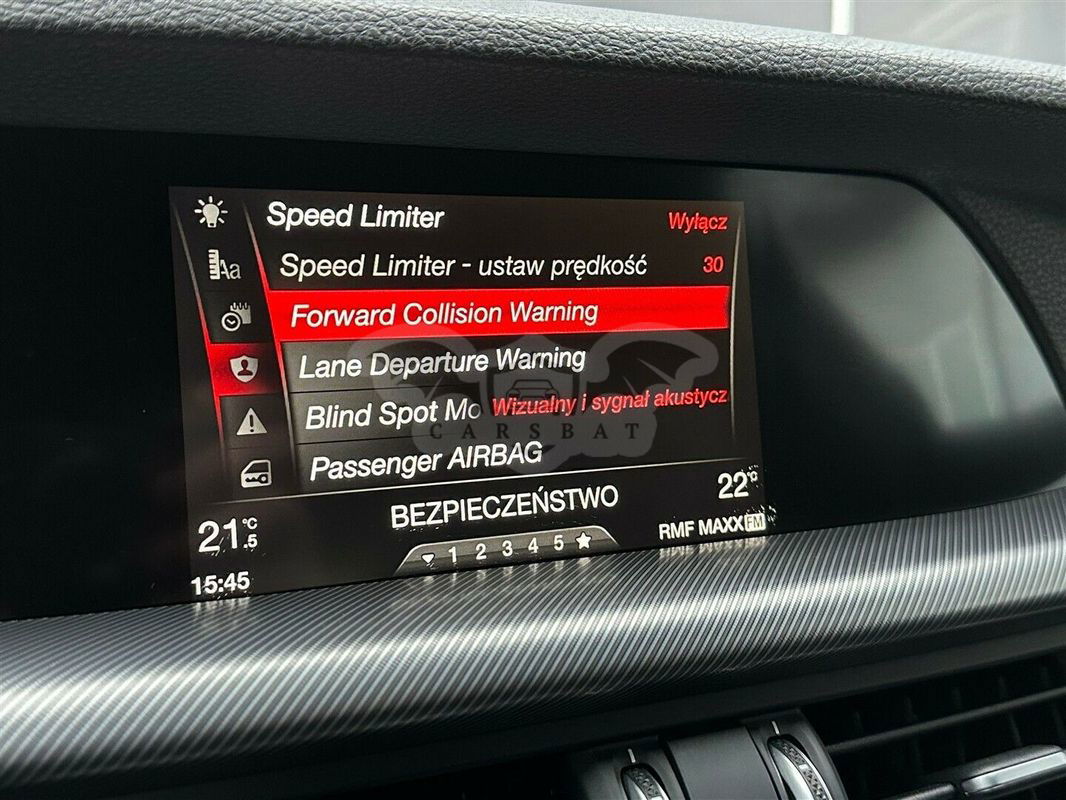 Speed Limiter Wyłącz
Speed Limiter - ustaw prędkość 30
Forward Collision Warning
Aa
Lane Departure Warning
Blind Spot Mo Wizualny i sygnał akustycz
CARSBAT
Passenger AIRBAG
21.5°C BEZPIECZEŃSTWO 22°C
1 2 3 4 5 RMF MAXX FM
15:45